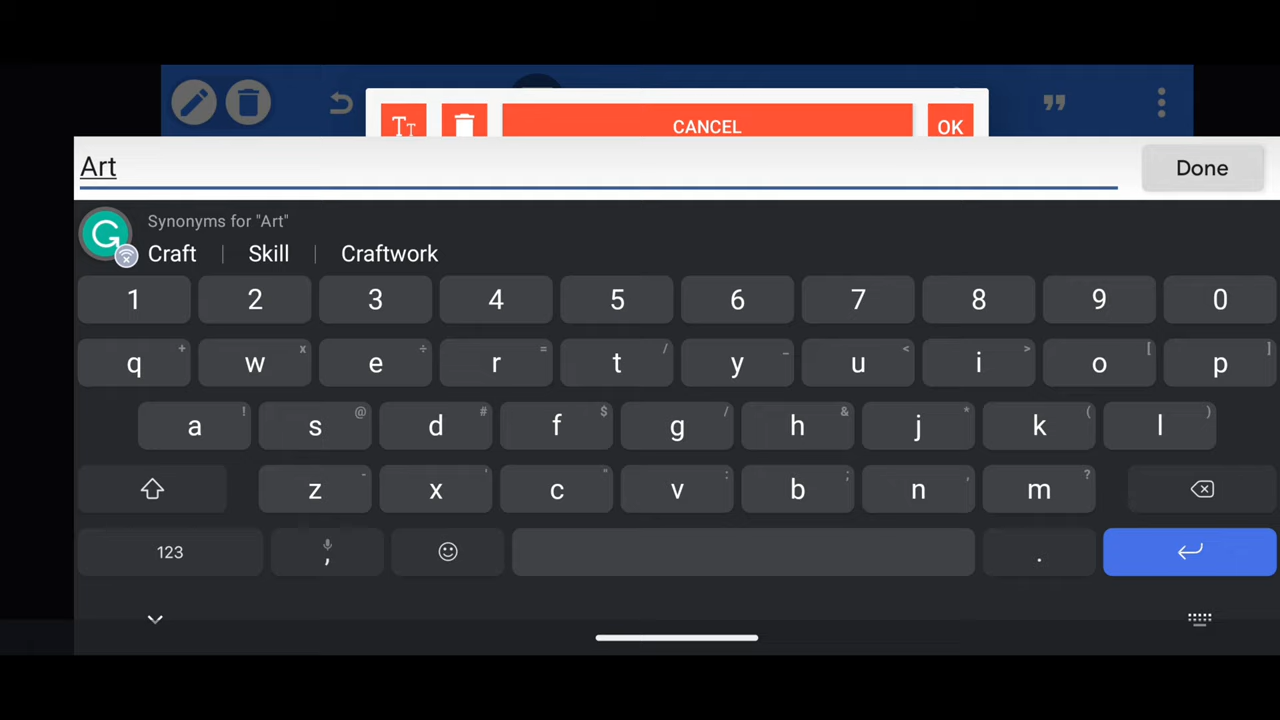 Tт CANCEL OK
Art Done
Synonyms for "Art"
Craft Skill Craftwork
1 2 3 4 5 6 7 8 9 0
q + w x e ÷ r = t / y _ u < i > o [ p ]
a ! s @ d # f $ g / h & j * k ( l )
z - x ' c " v : b ; n , m ?
123 , .